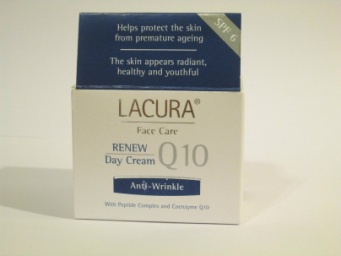 Helps protect the skin
from premature ageing
SPF 6
The skin appears radiant,
healthy and youthful
LACURA®
Face Care
RENEW
Day Cream Q10
Anti-Wrinkle
With Peptide Complex and Coenzyme Q10